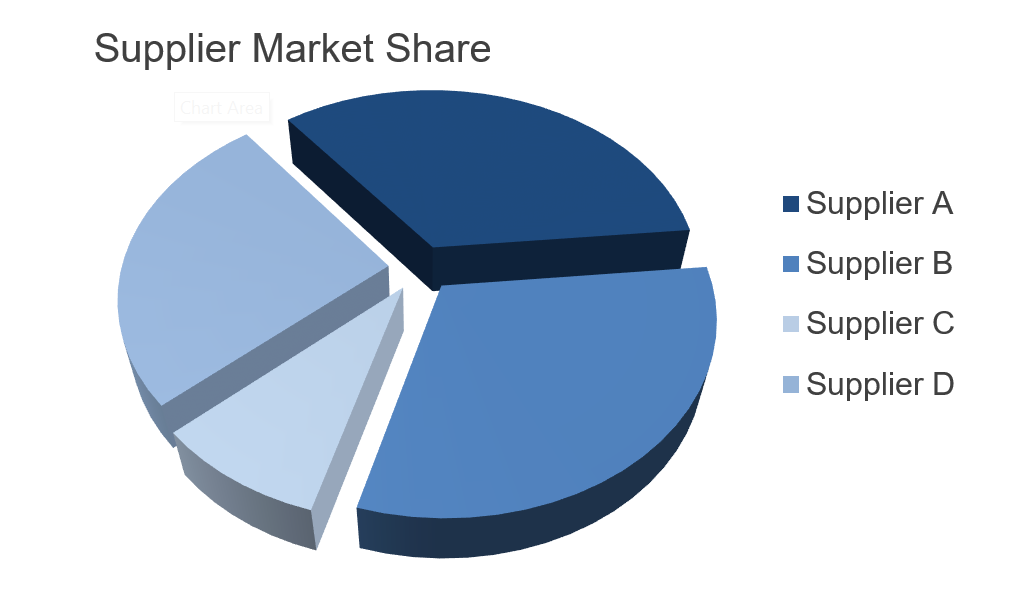 Supplier Market Share
Chart Area
Supplier A
Supplier B
Supplier C
Supplier D